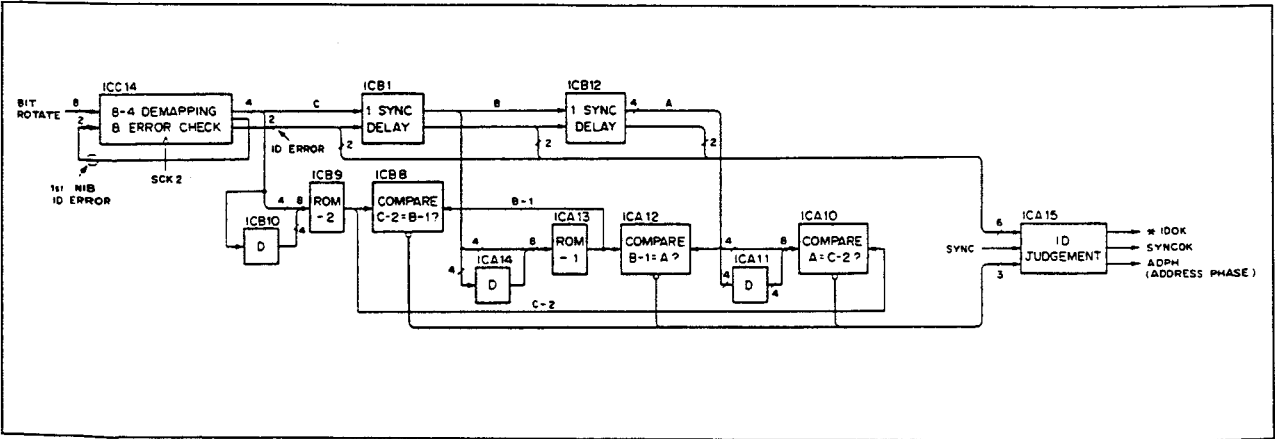 ICC14
BIT
ROTATE
8
2
8-4 DEMAPPING
& ERROR CHECK
4
2
C
ID ERROR
1st NIB
ID ERROR
SCK2
ICB1
1 SYNC
DELAY
2
B
ICB12
1 SYNC
DELAY
2
4
A
2
ICB10
D
4
8
4
ICB9
ROM
-2
ICB8
COMPARE
C-2=B-1?
B-1
4
4
ICA14
D
8
ICA13
ROM
-1
ICA12
COMPARE
B-1=A?
C-2
4
4
ICA11
D
4
8
ICA10
COMPARE
A=C-2?
6
SYNC
3
ICA15
ID
JUDGEMENT
* IDOK
SYNCOK
ADPH
(ADDRESS PHASE)